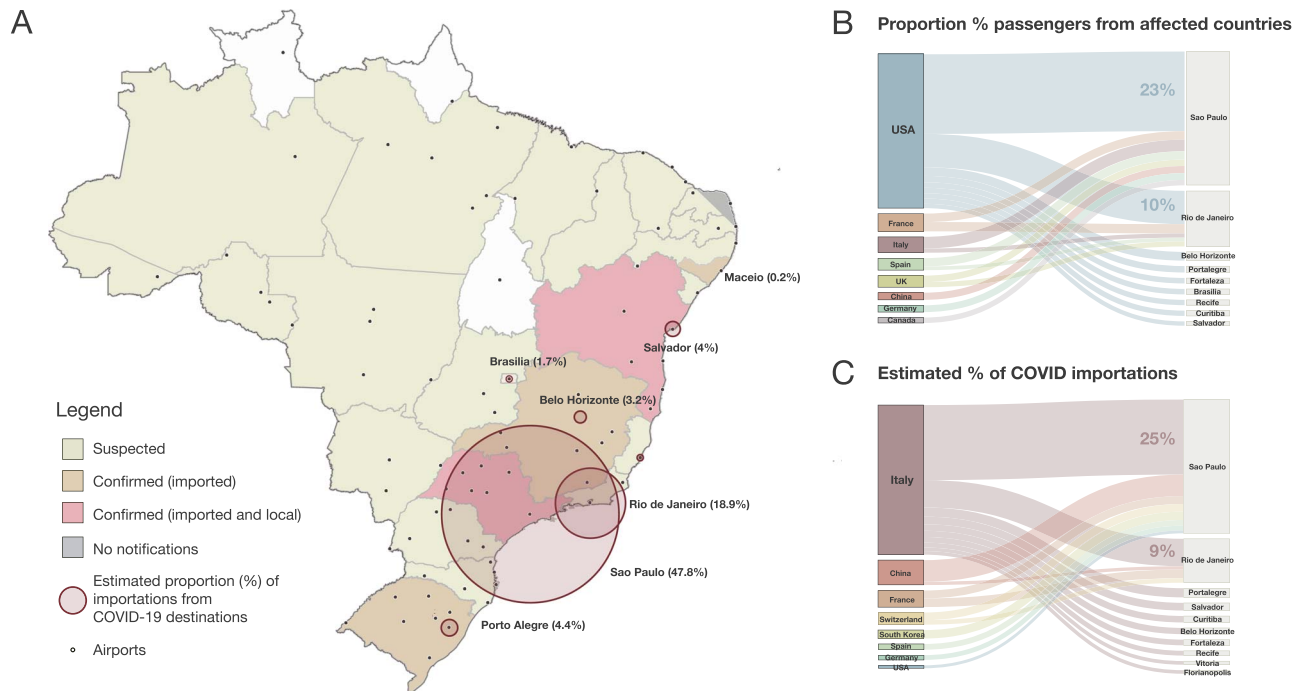 A
Maceio (0.2%)
Salvador (4%)
Brasilia (1.7%)
Belo Horizonte (3.2%)
Rio de Janeiro (18.9%)
Sao Paulo (47.8%)
Porto Alegre (4.4%)
Legend
Suspected
Confirmed (imported)
Confirmed (imported and local)
No notifications
Estimated proportion (%) of
importations from
COVID-19 destinations
Airports
B
Proportion % passengers from affected countries
USA
France
Italy
Spain
UK
China
Germany
Canada
23%
10%
Sao Paulo
Rio de Janeiro
Belo Horizonte
Portalegre
Fortaleza
Brasilia
Recife
Curitiba
Salvador
C
Estimated % of COVID importations
Italy
China
France
Switzerland
South Korea
Spain
Germany
USA
25%
9%
Sao Paulo
Rio de Janeiro
Portalegre
Salvador
Curitiba
Belo Horizonte
Fortaleza
Recife
Vitoria
Florianopolis